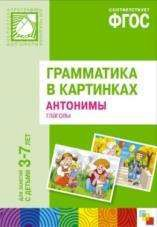 СООТВЕТСТВУЕТ
ФГОС
ГРАММАТИКА
В КАРТИНКАХ
АНТОНИМЫ
ГЛАГОЛЫ
ДЛЯ ЗАНЯТИЙ
С ДЕТЬМИ 3-7 ЛЕТ